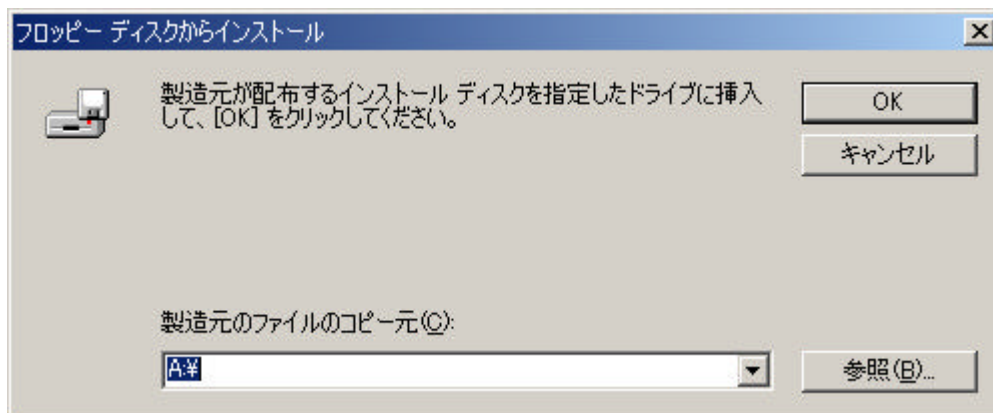 フロッピー ディスクからインストール
製造元が配布するインストール ディスクを指定したドライブに挿入
して、[OK] をクリックしてください。
OK
キャンセル
製造元のファイルのコピー元(C):
A:¥
参照(B)...